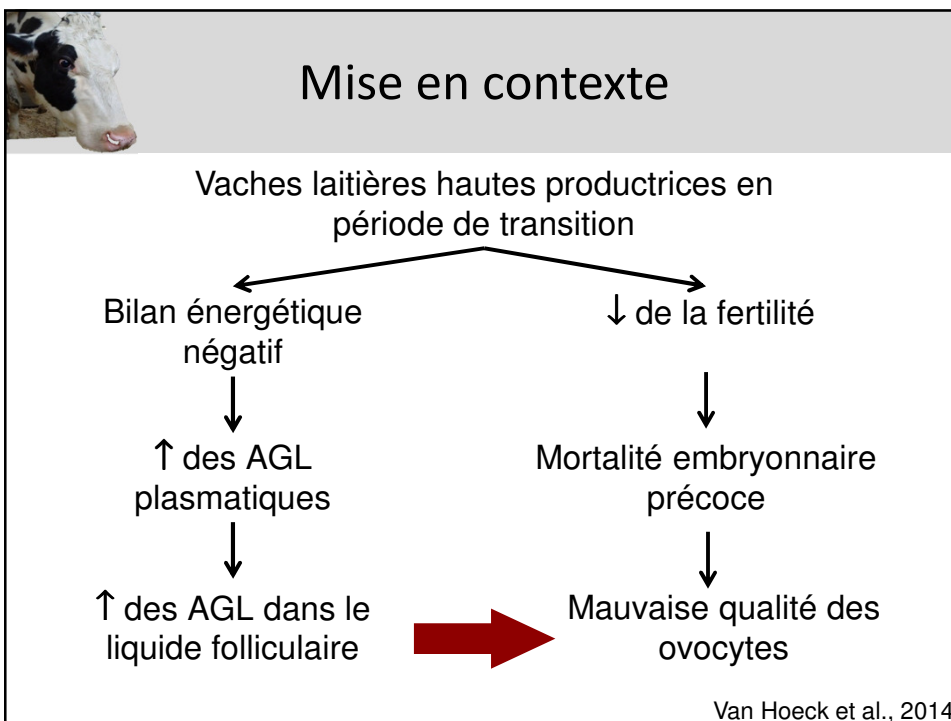 Mise en contexte
Vaches laitières hautes productrices en
période de transition
Bilan énergétique
négatif
↑ des AGL
plasmatiques
↑ des AGL dans le
liquide folliculaire
↓ de la fertilité
Mortalité embryonnaire
précoce
Mauvaise qualité des
ovocytes
Van Hoeck et al., 2014